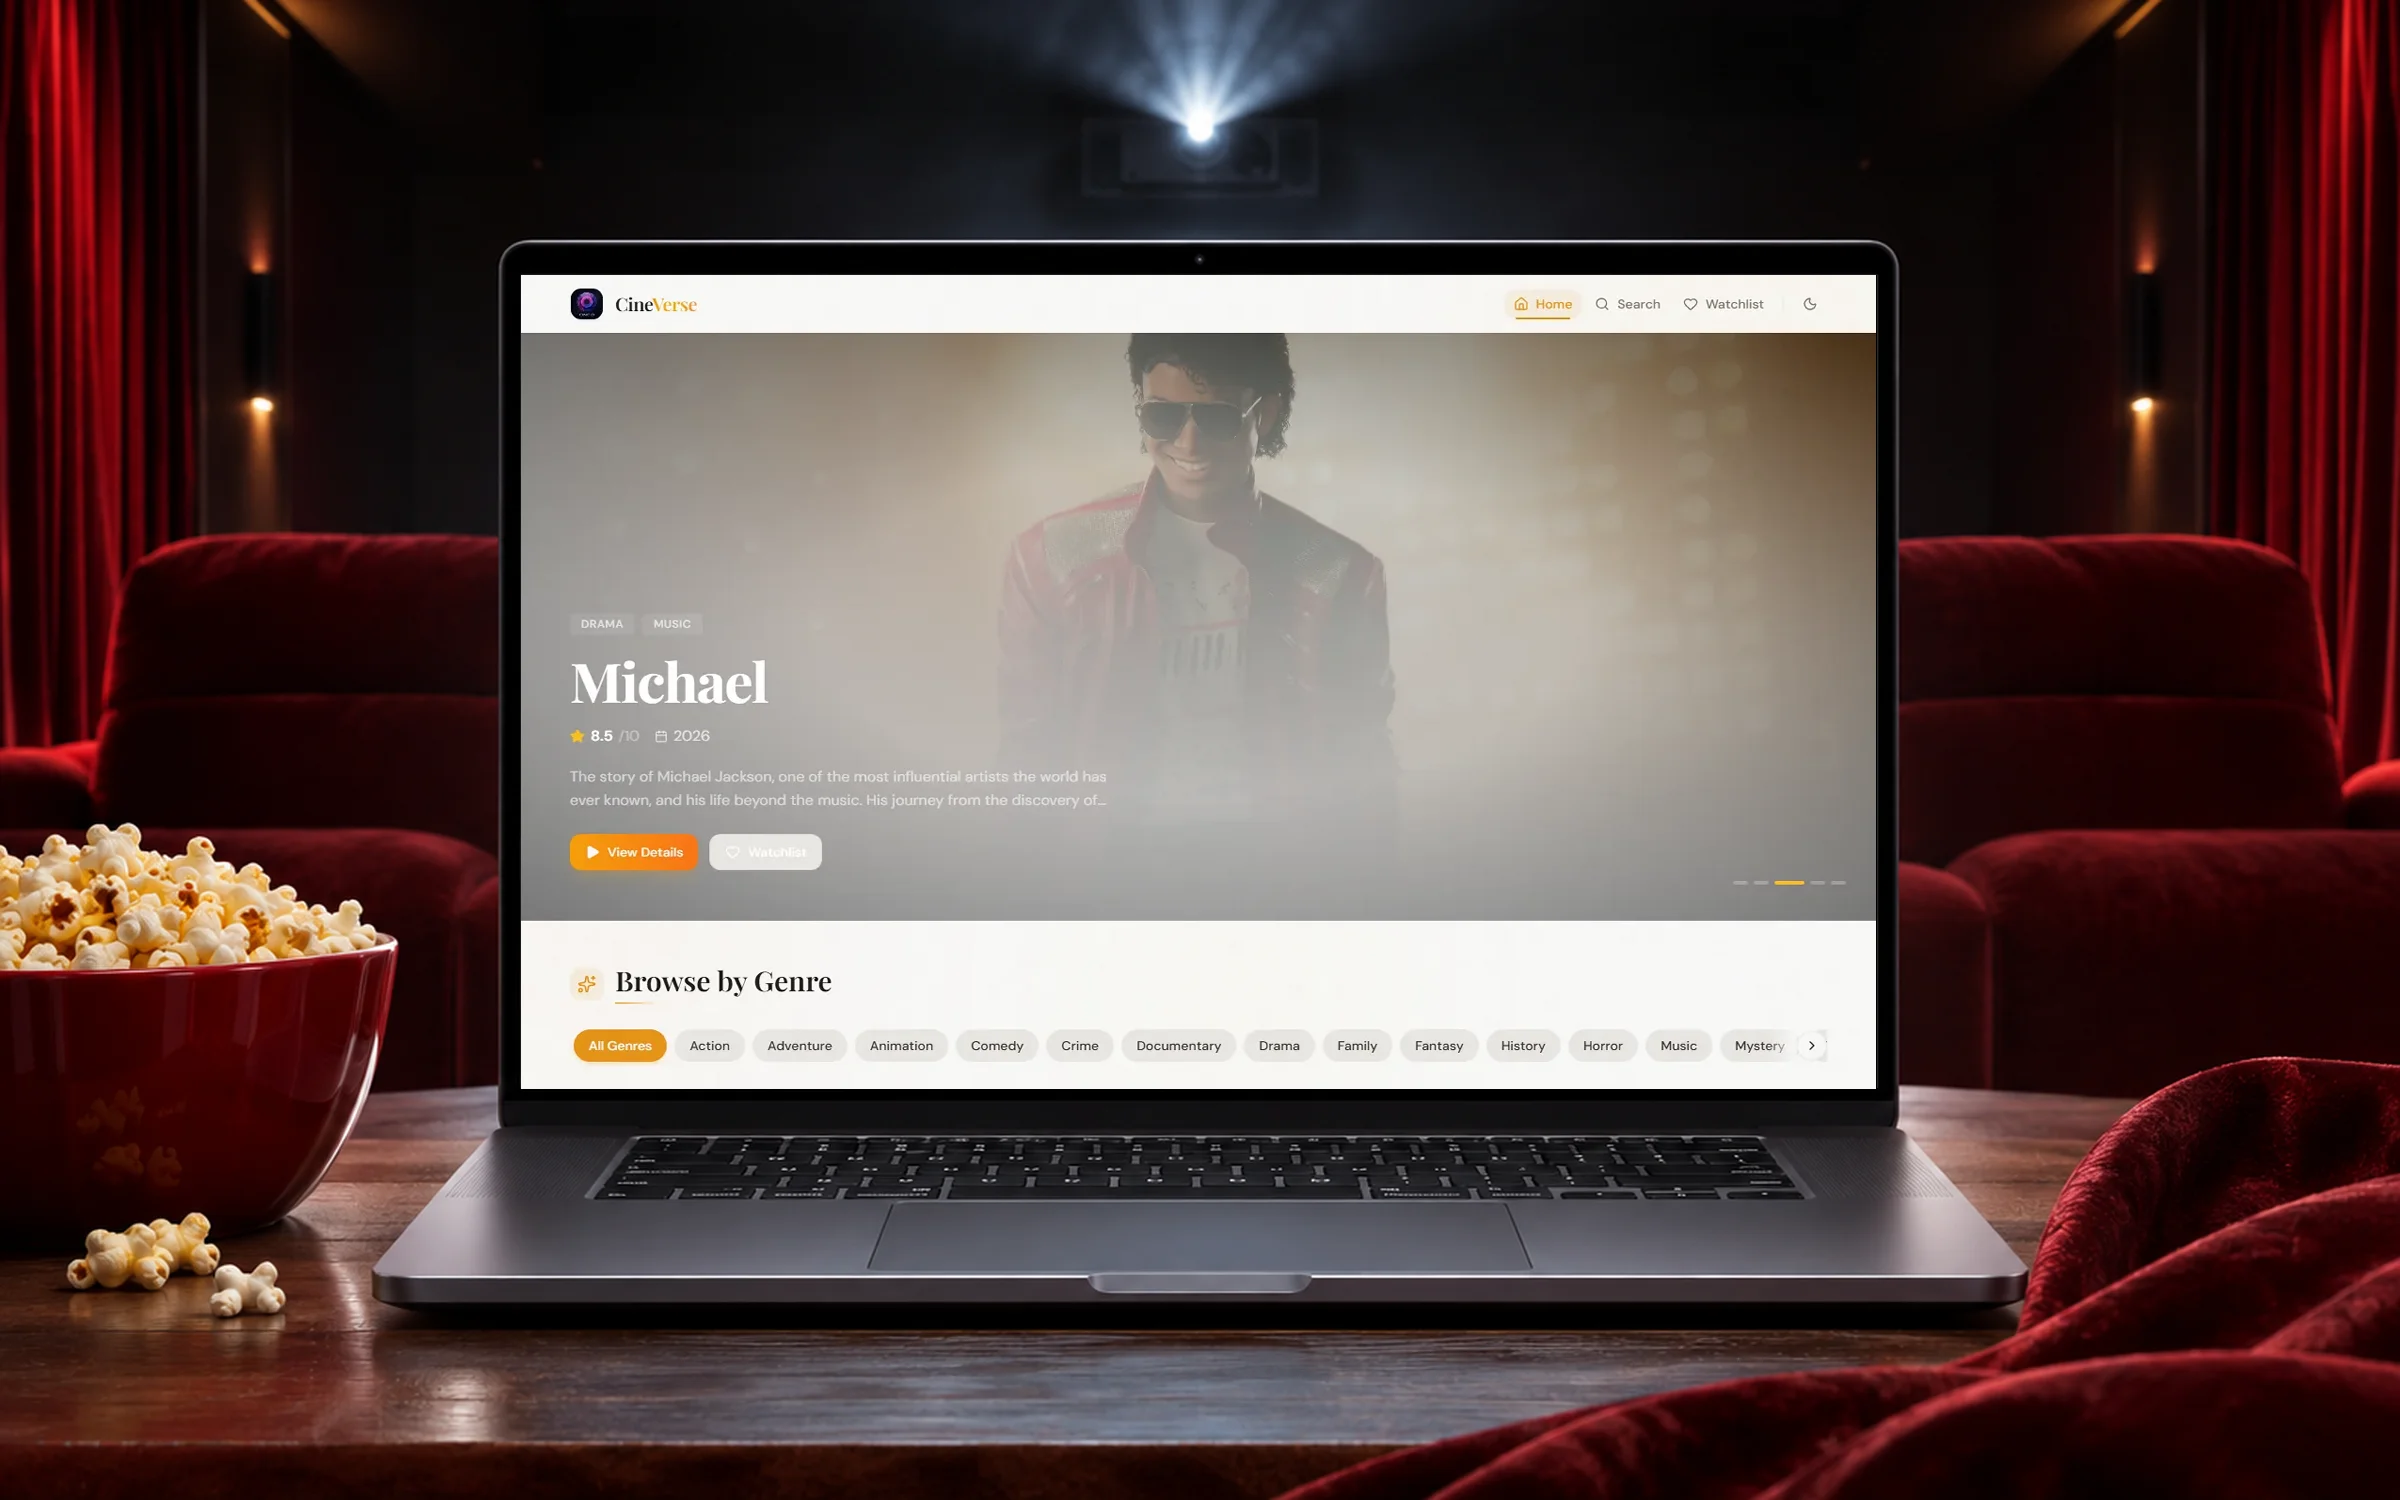 CineVerse
Home Search Watchlist
DRAMA MUSIC
Michael
8.5 /10 2026
The story of Michael Jackson, one of the most influential artists the world has
ever known, and his life beyond the music. His journey from the discovery of...
View Details Watchlist
Browse by Genre
All Genres Action Adventure Animation Comedy Crime Documentary Drama Family Fantasy History Horror Music Mystery